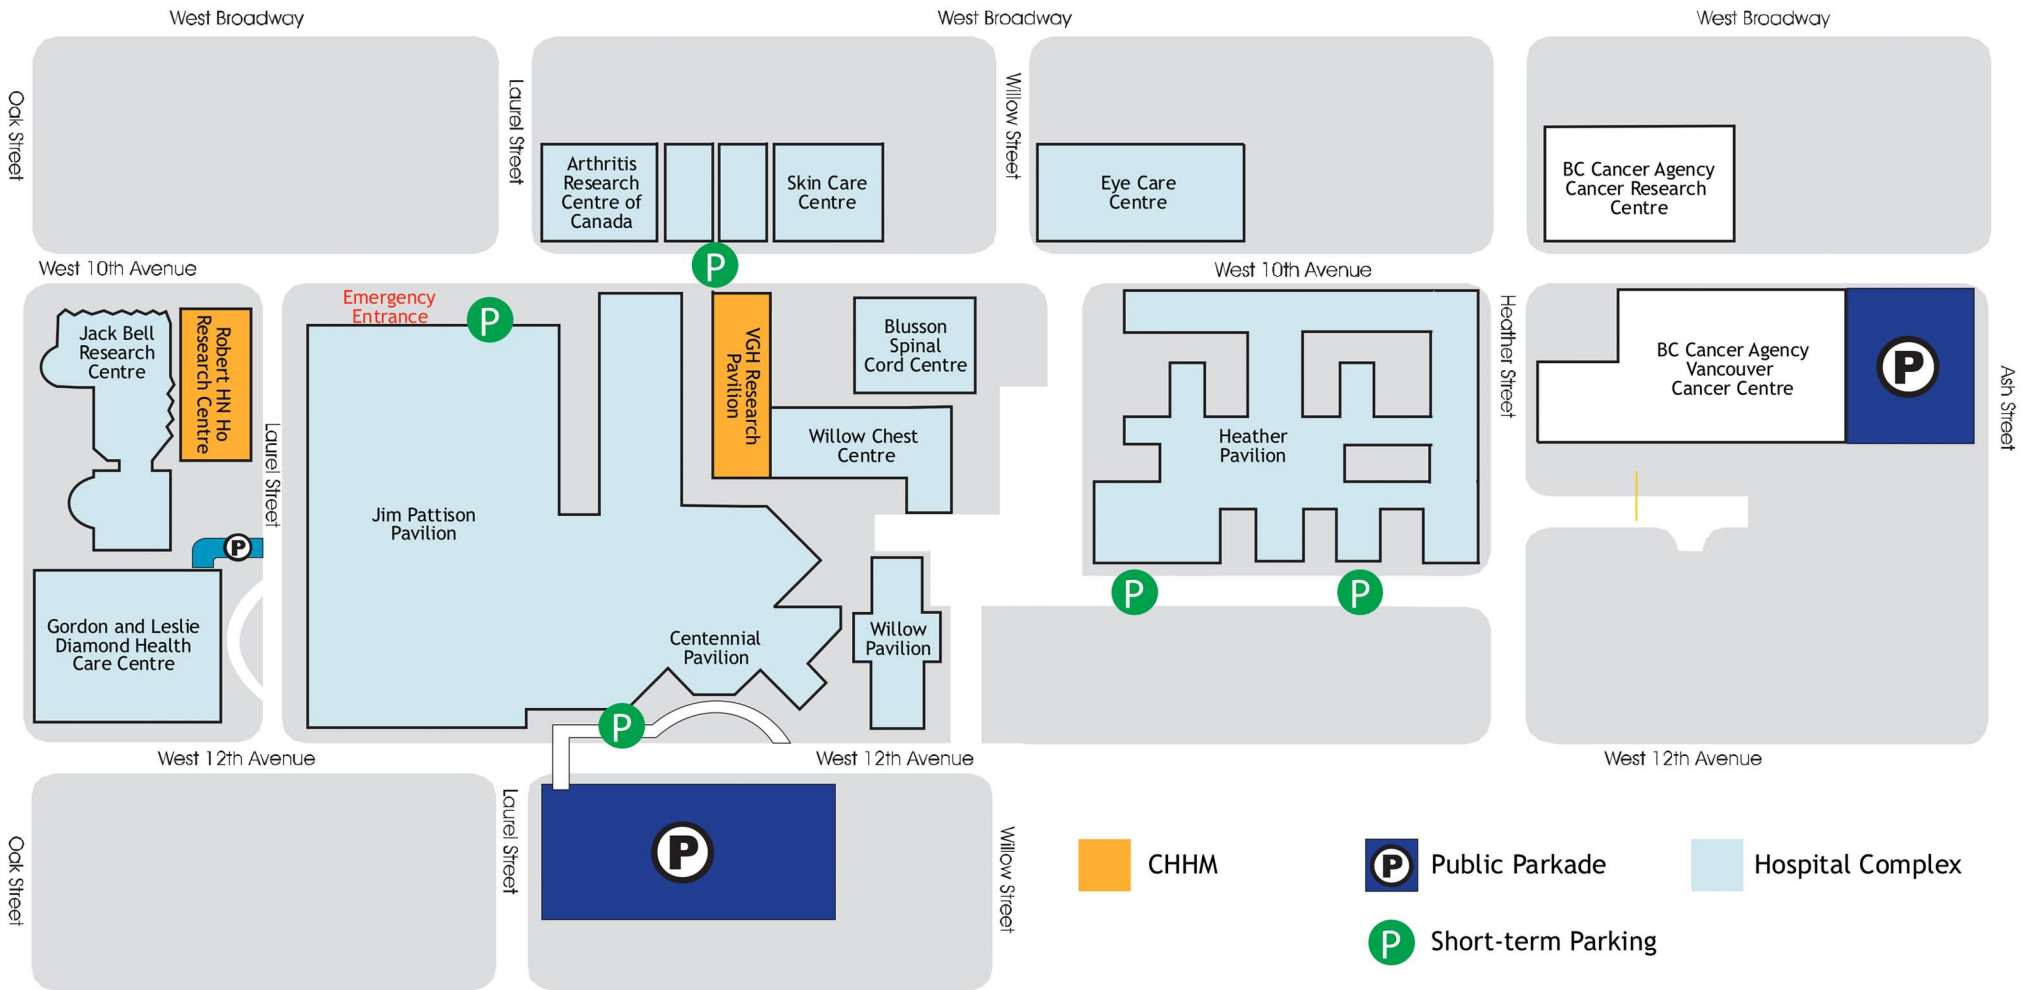 West Broadway
West Broadway
West Broadway
Oak Street
Laurel Street
Willow Street
Arthritis
Research
Centre of
Canada
Skin Care
Centre
Eye Care
Centre
BC Cancer Agency
Cancer Research
Centre
P
West 10th Avenue
West 10th Avenue
Emergency
Entrance
P
Jack Bell
Research
Centre
Robert HN Ho
Research Centre
Laurel Street
VGH Research
Pavilion
Blusson
Spinal
Cord Centre
Willow Chest
Centre
Heather
Pavilion
Heather Street
BC Cancer Agency
Vancouver
Cancer Centre
P
Ash Street
Jim Pattison
Pavilion
P
P
P
Gordon and Leslie
Diamond Health
Care Centre
Centennial
Pavilion
Willow
Pavilion
P
West 12th Avenue
West 12th Avenue
West 12th Avenue
Oak Street
Laurel Street
P
Willow Street
CHHM
P
Public Parkade
Hospital Complex
P
Short-term Parking